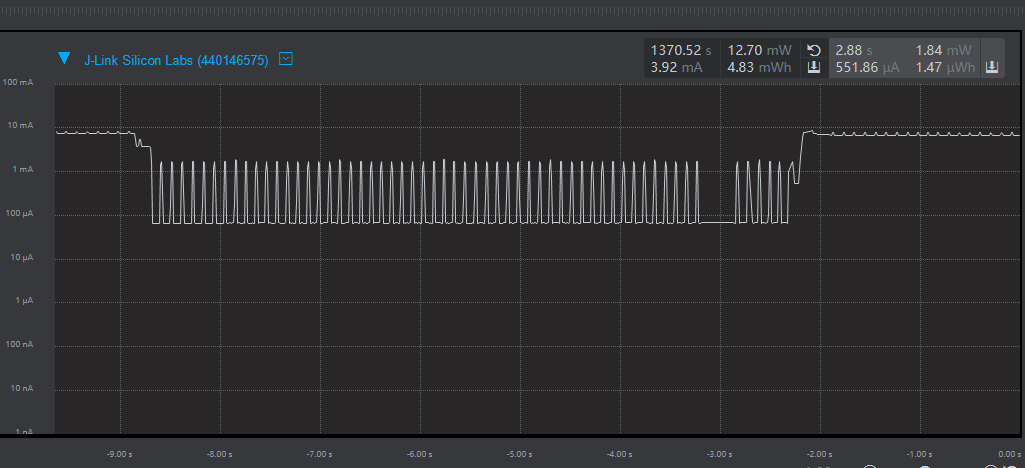 J-Link Silicon Labs (440146575)
1370.52 s 12.70 mW 2.88 s 1.84 mW
3.92 mA 4.83 mWh 551.86 µA 1.47 µWh
100 mA
10 mA
1 mA
100 µA
10 µA
1 µA
100 nA
10 nA
1 nA
-9.00 s -8.00 s -7.00 s -6.00 s -5.00 s -4.00 s -3.00 s -2.00 s -1.00 s 0.00 s